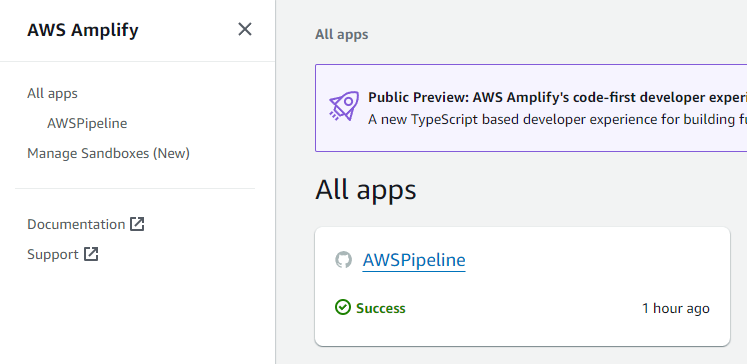 AWS Amplify
All apps
AWSPipeline
Manage Sandboxes (New)
Documentation
Support
All apps
Public Preview: AWS Amplify's code-first developer
A new TypeScript based developer experience for building
All apps
AWSPipeline
Success
1 hour ago